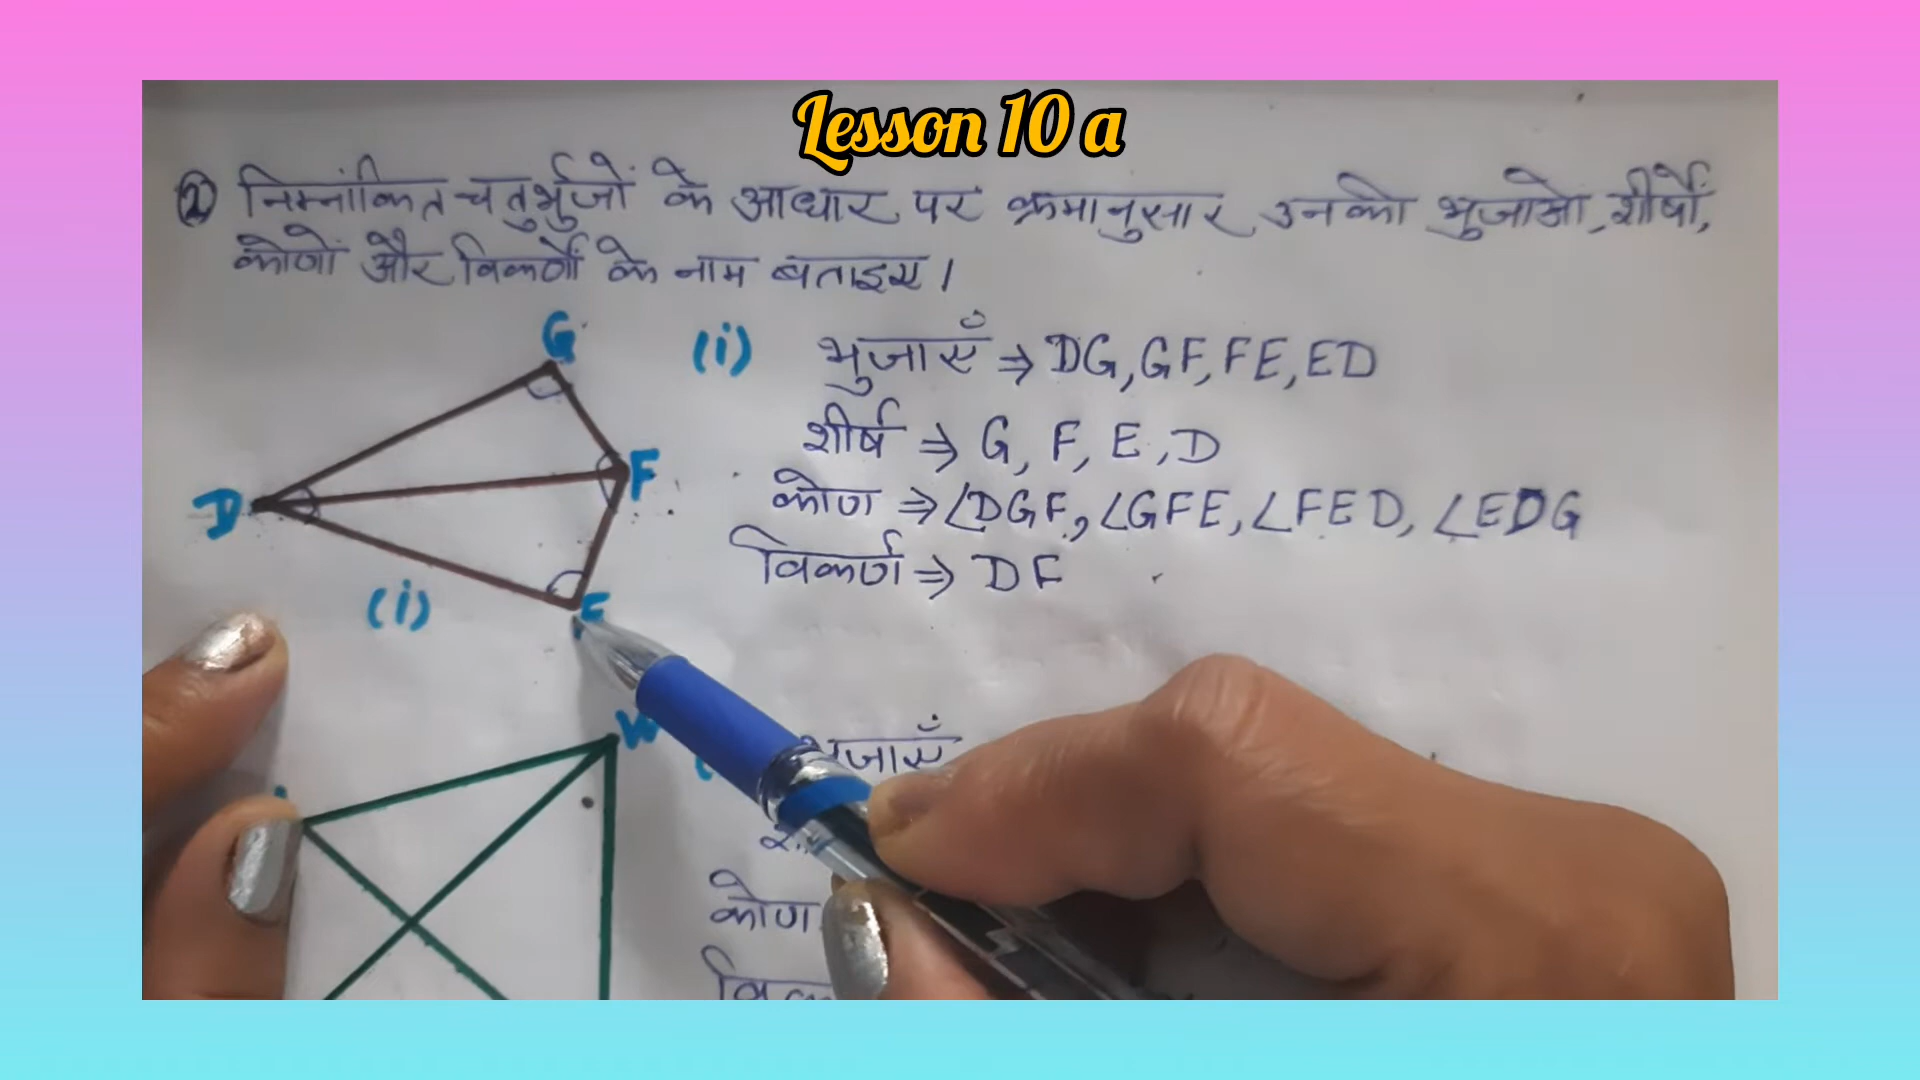 Lesson 10 a
② निम्नांकित चतुर्भुजों के आधार पर क्रमानुसार उनको भुजाओ, शीर्षो,
कोणों और विकर्णों के नाम बताइए।
G
F
D
E
(i)
(i) भुजाएँ ⇒ DG, GF, FE, ED
शीर्ष ⇒ G, F, E, D
कोण ⇒ ∠DGF, ∠GFE, ∠FED, ∠EDG
विकर्ण ⇒ DF
W
कोण